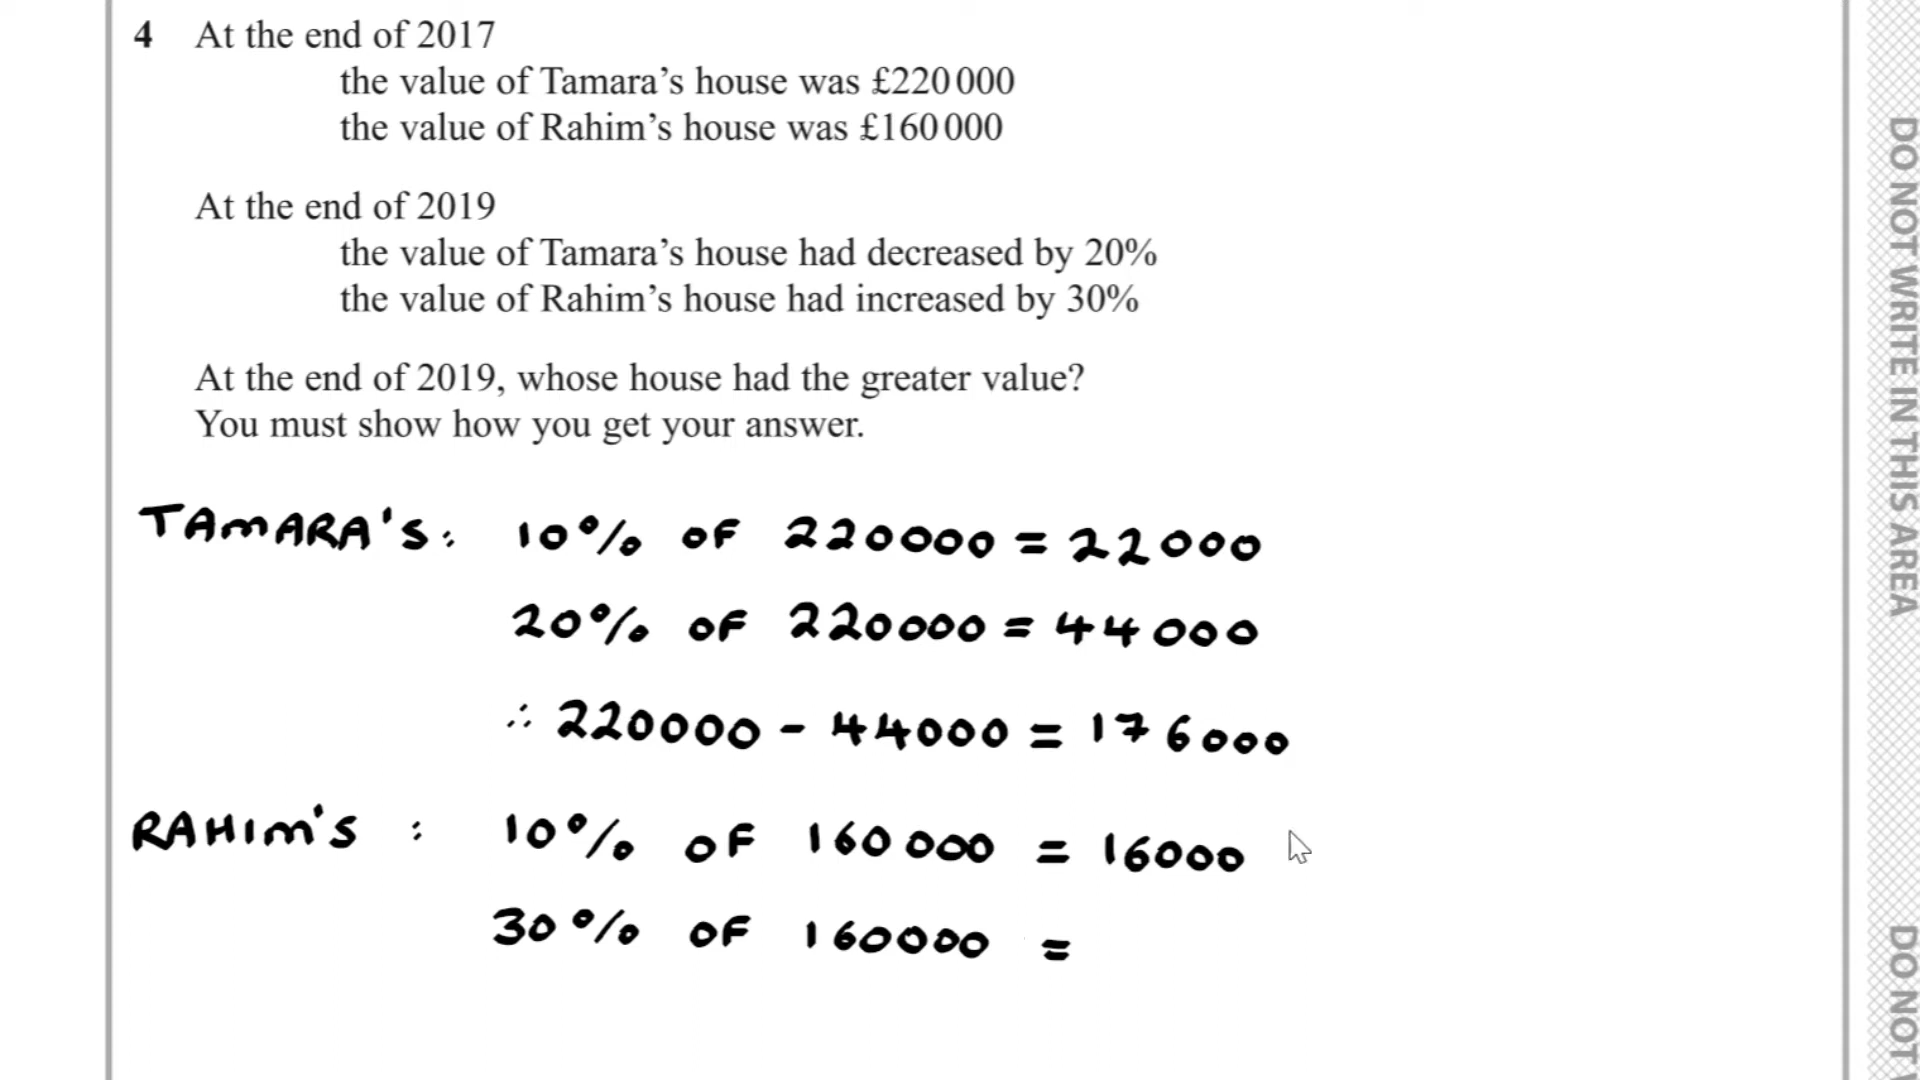 4 At the end of 2017
the value of Tamara's house was £220 000
the value of Rahim's house was £160 000
At the end of 2019
the value of Tamara's house had decreased by 20%
the value of Rahim's house had increased by 30%
At the end of 2019, whose house had the greater value?
You must show how you get your answer.
TAMARA'S: 10% OF 220000 = 22000
20% OF 220000 = 44000
∴ 220000 - 44000 = 176000
RAHIM'S : 10% OF 160000 = 16000
30% OF 160000 =
DO NOT WRITE IN THIS AREA
DO NOT